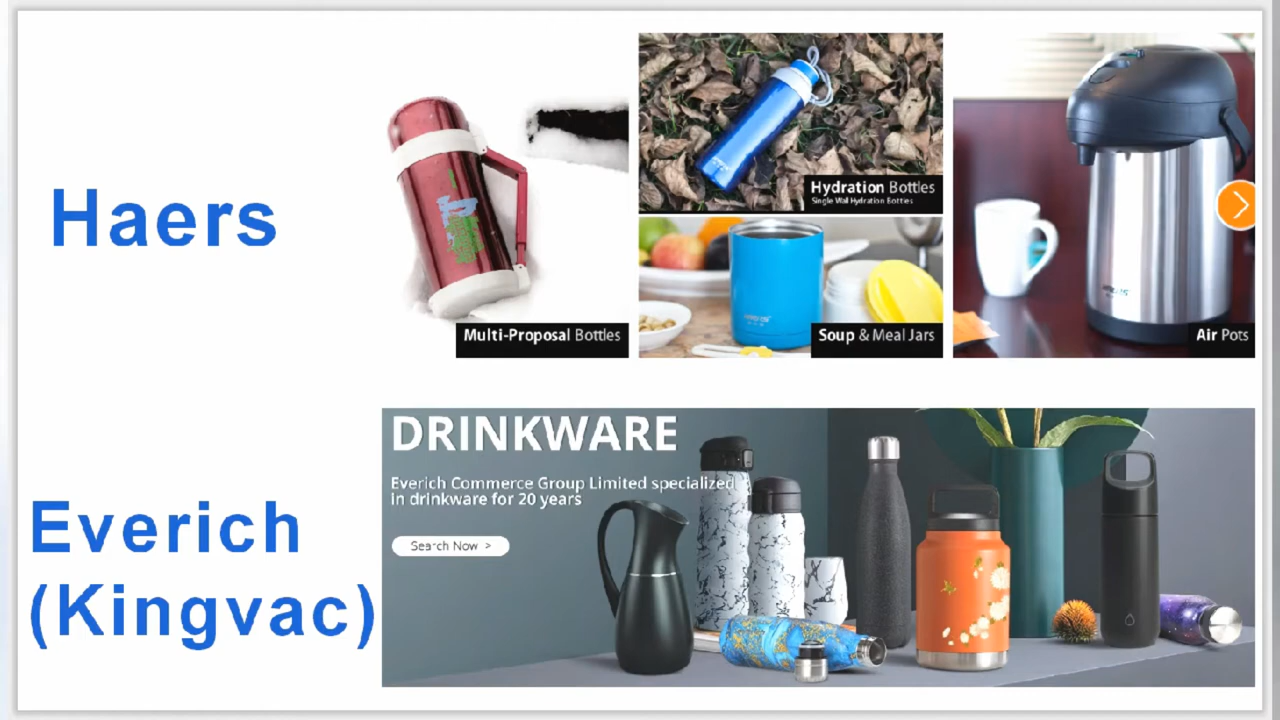 Haers
Multi-Proposal Bottles
Hydration Bottles
Single Wall Hydration Bottles
Soup & Meal Jars
Air Pots
Everich
(Kingvac)
DRINKWARE
Everich Commerce Group Limited specialized
in drinkware for 20 years
Search Now >